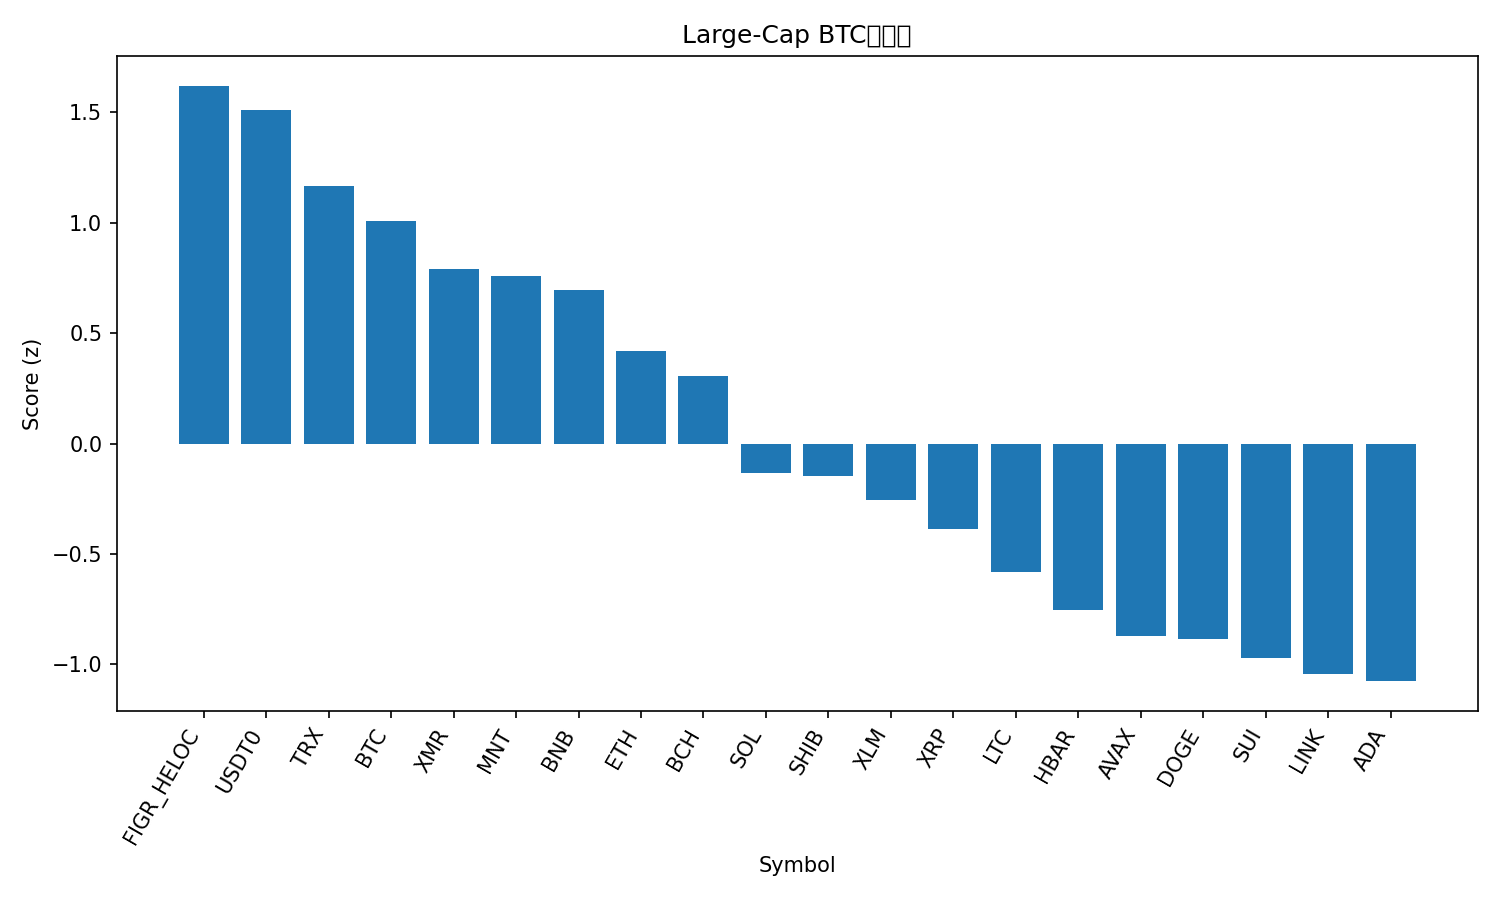 Large-Cap BTC
Score (z)
1.5
1.0
0.5
0.0
−0.5
−1.0
FIGR_HELOC
USDT0
TRX
BTC
XMR
MNT
BNB
ETH
BCH
SOL
SHIB
XLM
XRP
LTC
HBAR
AVAX
DOGE
SUI
LINK
ADA
Symbol